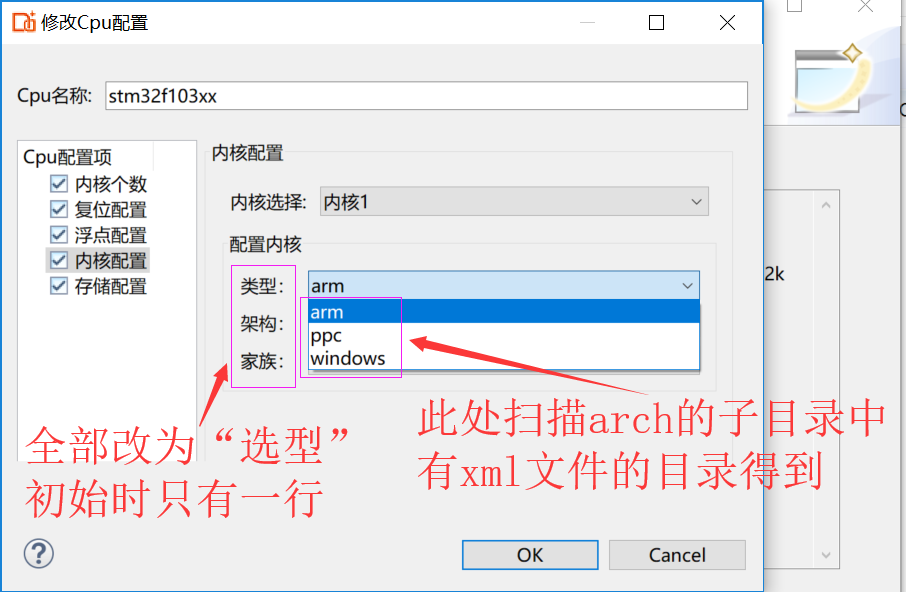 修改Cpu配置
Cpu名称: stm32f103xx
Cpu配置项
内核个数
复位配置
浮点配置
内核配置
存储配置
内核配置
内核选择: 内核1
配置内核
类型: arm
架构:
家族:
arm
ppc
windows
2k
全部改为“选型”
初始时只有一行
此处扫描arch的子目录中
有xml文件的目录得到
?
OK
Cancel